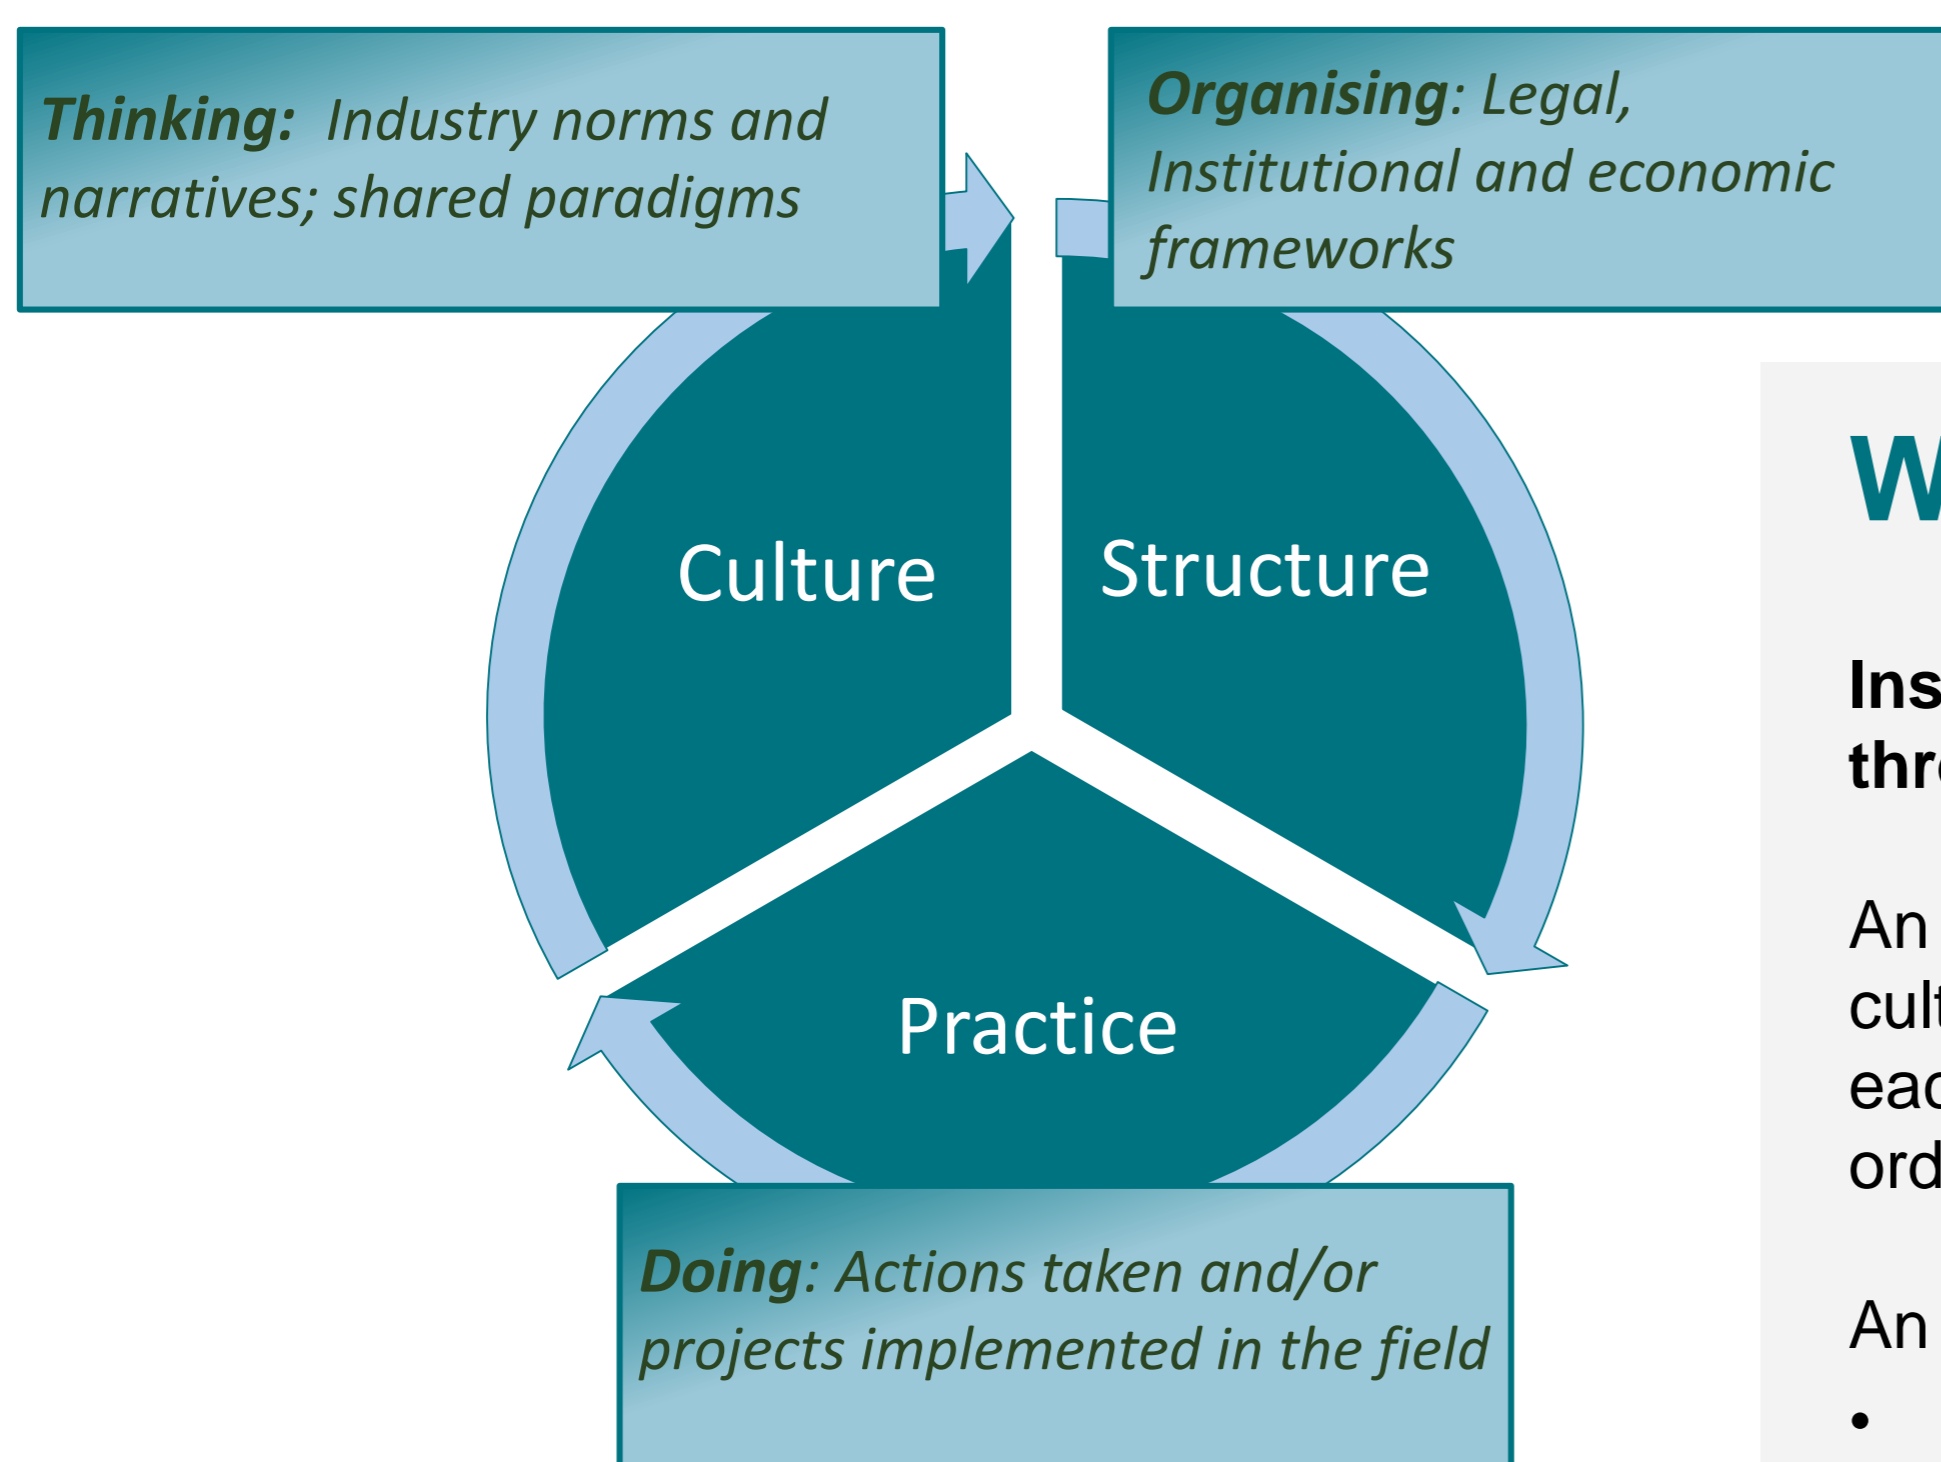 Thinking: Industry norms and
narratives; shared paradigms
Organising: Legal,
Institutional and economic
frameworks
Culture
Structure
Practice
Doing: Actions taken and/or
projects implemented in the field
An
An
•